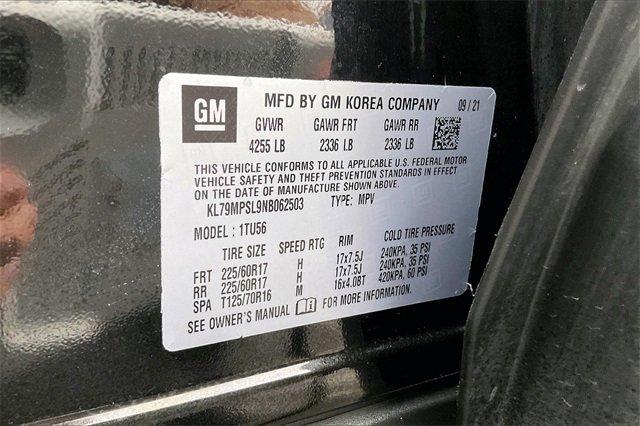 GM
MFD BY GM KOREA COMPANY 09/21
GVWR GAWR FRT GAWR RR
4255 LB 2336 LB 2336 LB
THIS VEHICLE CONFORMS TO ALL APPLICABLE U.S. FEDERAL MOTOR
VEHICLE SAFETY AND THEFT PREVENTION STANDARDS IN EFFECT
ON THE DATE OF MANUFACTURE SHOWN ABOVE.
KL79MPSL9NB062503 TYPE: MPV
MODEL : 1TU56
TIRE SIZE SPEED RTG RIM COLD TIRE PRESSURE
FRT 225/60R17 H 17x7.5J 240KPA, 35 PSI
RR 225/60R17 H 17x7.5J 240KPA, 35 PSI
SPA T125/70R16 M 16x4.0BT 420KPA, 60 PSI
SEE OWNER'S MANUAL FOR MORE INFORMATION.